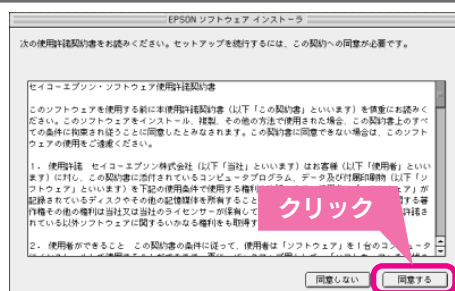 EPSON ソフトウェア インストーラ
次の使用許諾契約書をお読みください。セットアップを続行するには、この契約への同意が必要です。
セイコーエプソン・ソフトウェア使用許諾契約書
このソフトウェアを使用する前に本使用許諾契約書（以下「この契約書」といいます）を慎重にお読みく
ださい。このソフトウェアをインストール、複製、その他の方法で使用された場合、この契約書上のすべ
ての条件に拘束され従うことに同意したとみなされます。この契約書に同意できない場合は、このソフト
ウェアの使用をご遠慮ください。
1. 使用許諾 セイコーエプソン株式会社（以下「当社」といいます）はお客様（以下「使用者」といい
ます）に対し、この契約書に添付されているコンピュータプログラム、データ及び付属印刷物（以下「ソ
フトウェア」といいます）を下記の使用条件で使用する権利
記録されているディスクやその他の記憶媒体を所有すること
作権その他の権利は当社又は当社のライセンサーが保有して
れている以外ソフトウェアに関するいかなる権利をも取得す
クリック
2. 使用者ができること この契約書の条件に従って、使用者は「ソフトウェア」を1台のコンピュータ
同意しない
同意する